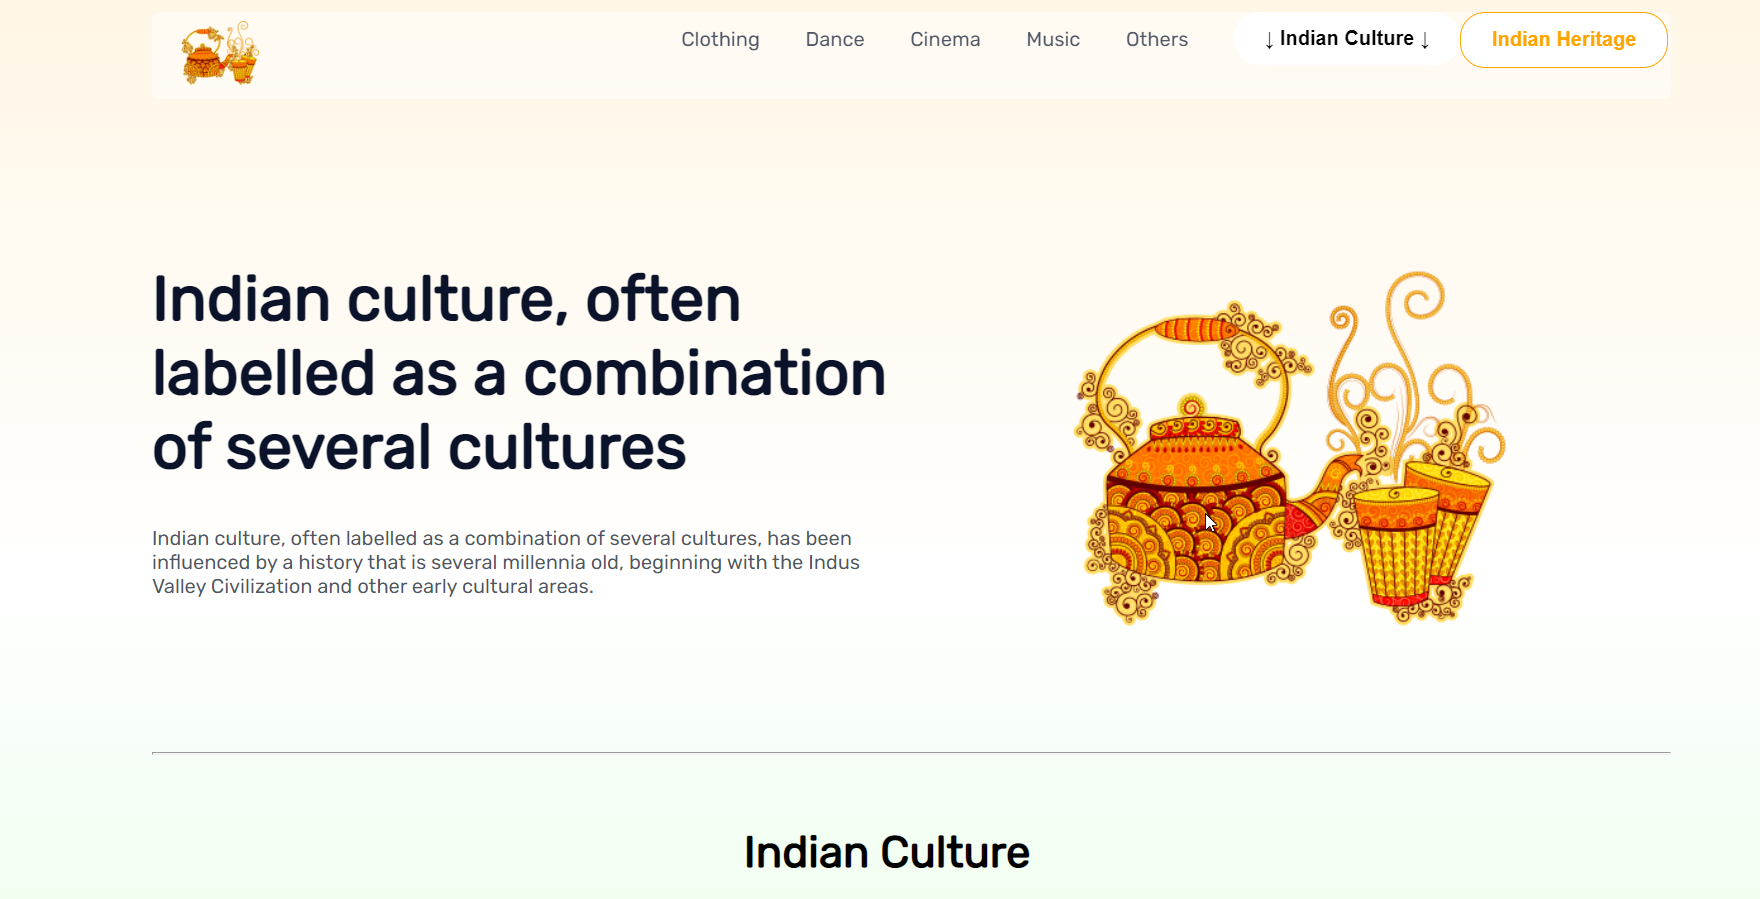 Clothing Dance Cinema Music Others ↓ Indian Culture ↓ Indian Heritage
Indian culture, often
labelled as a combination
of several cultures
Indian culture, often labelled as a combination of several cultures, has been
influenced by a history that is several millennia old, beginning with the Indus
Valley Civilization and other early cultural areas.
Indian Culture